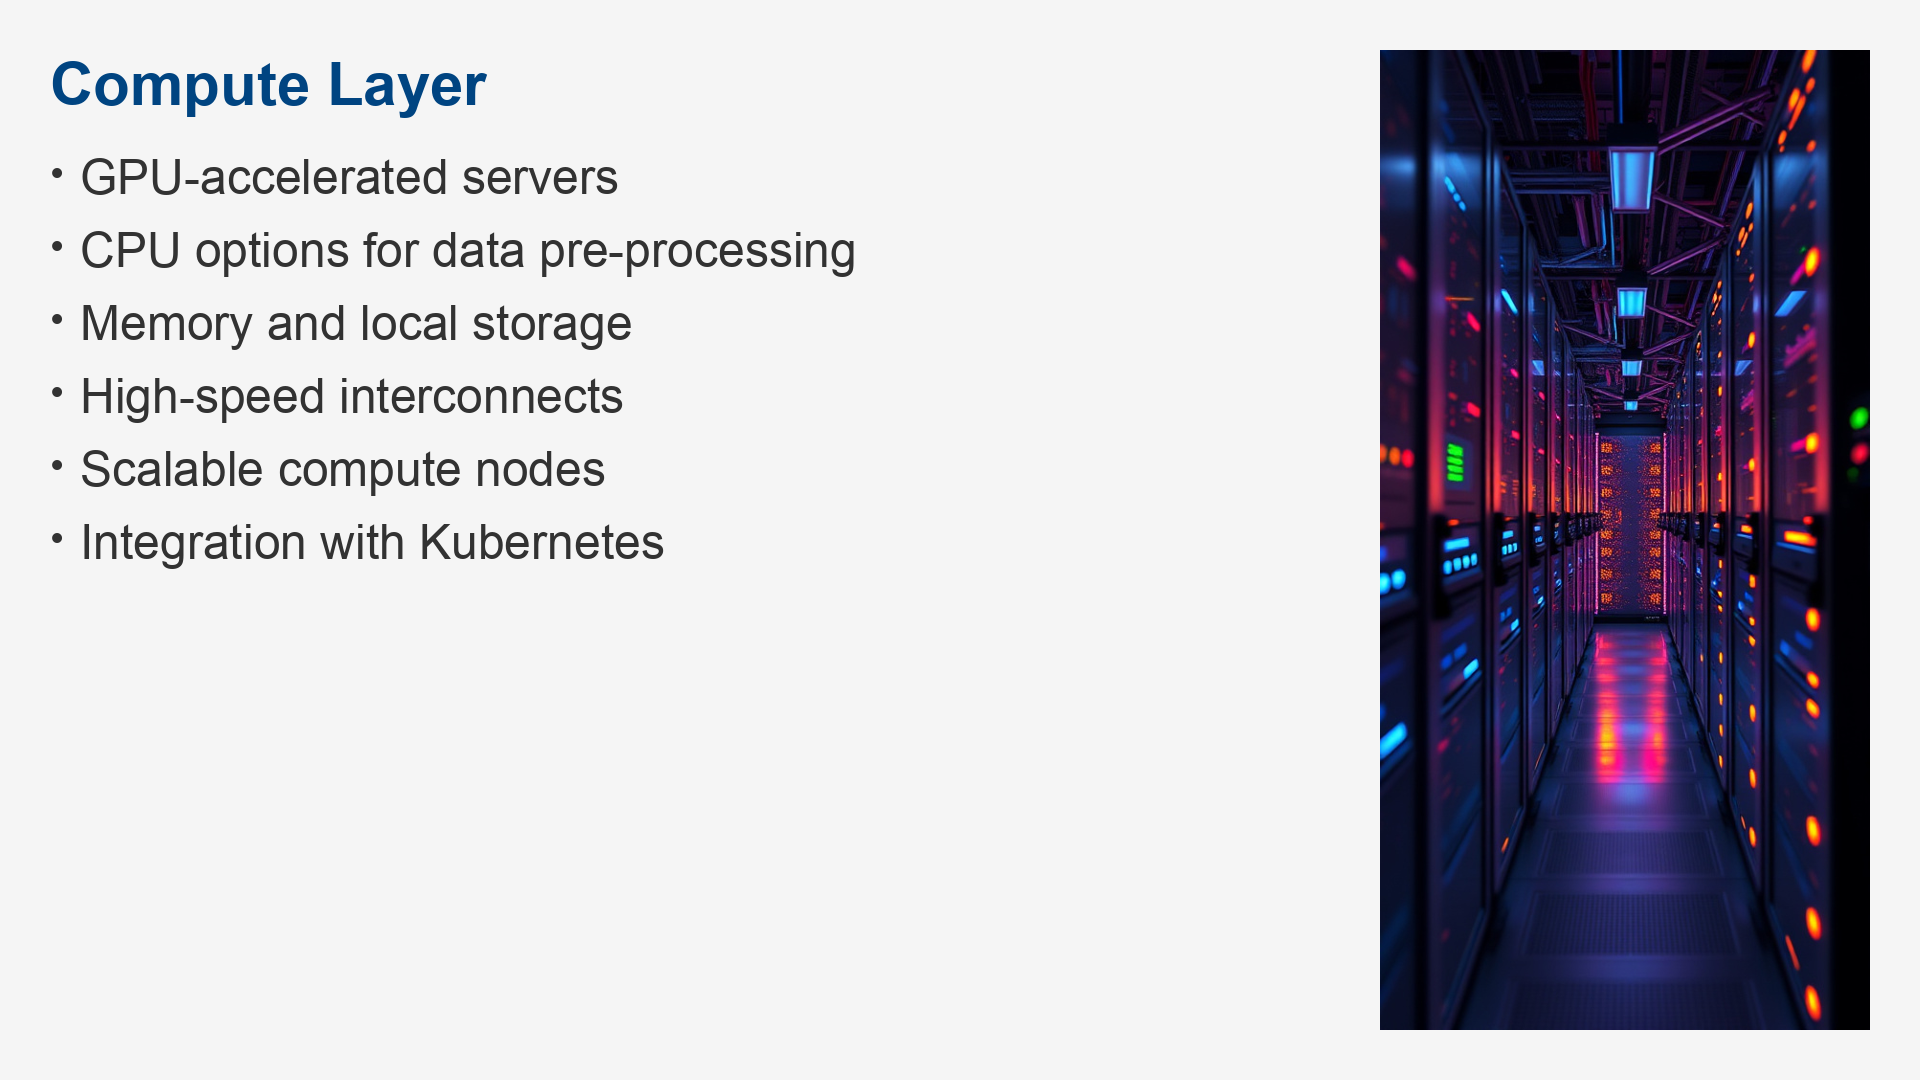 Compute Layer
• GPU-accelerated servers
• CPU options for data pre-processing
• Memory and local storage
• High-speed interconnects
• Scalable compute nodes
• Integration with Kubernetes